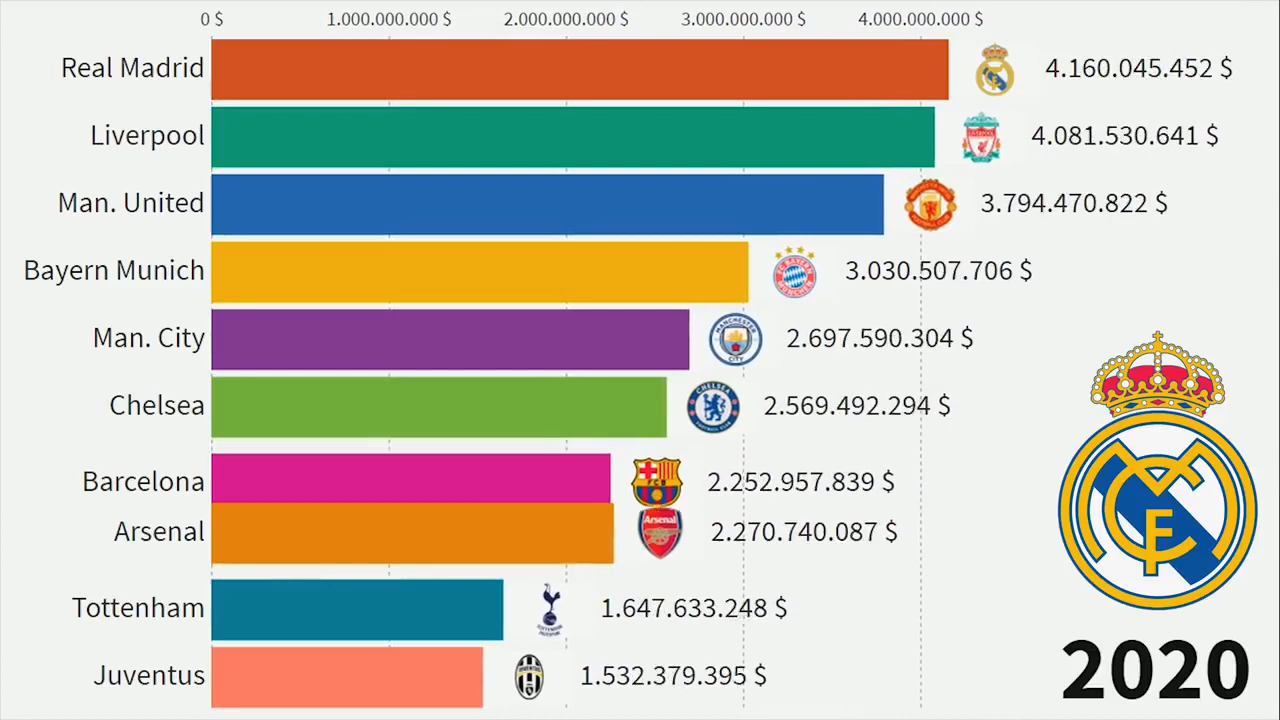 0 $ 1.000.000.000 $ 2.000.000.000 $ 3.000.000.000 $ 4.000.000.000 $
Real Madrid 4.160.045.452 $
Liverpool 4.081.530.641 $
Man. United 3.794.470.822 $
Bayern Munich 3.030.507.706 $
Man. City 2.697.590.304 $
Chelsea 2.569.492.294 $
Barcelona 2.252.957.839 $
Arsenal 2.270.740.087 $
Tottenham 1.647.633.248 $
Juventus 1.532.379.395 $
2020